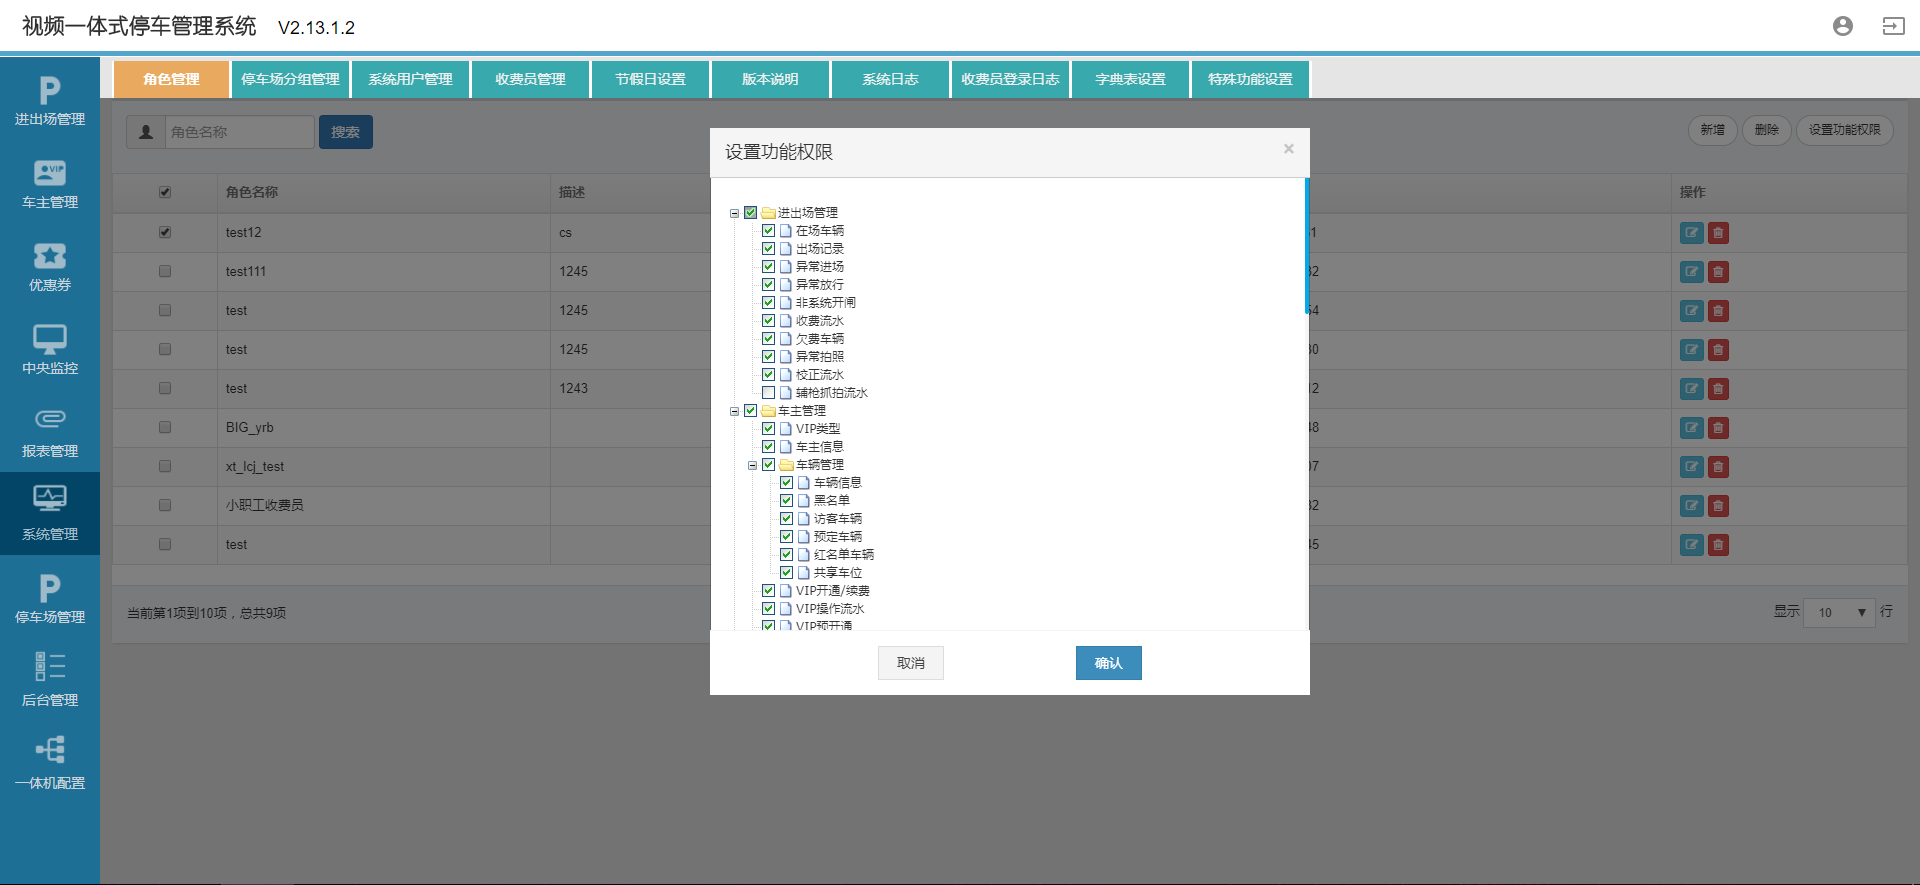 视频一体式停车管理系统 V2.13.1.2
进出场管理
车主管理
优惠券
中央监控
报表管理
系统管理
停车场管理
后台管理
一体机配置
角色管理 停车场分组管理 系统用户管理 收费员管理 节假日设置 版本说明 系统日志 收费员登录日志 字典表设置 特殊功能设置
角色名称 搜索 新增 删除 设置功能权限
角色名称 描述 操作
test12 cs
test111 1245
test 1245
test 1245
test 1243
BIG_yrb
xt_lcj_test
小职工收费员
test
当前第1项到10项，总共9项
显示 10 行
设置功能权限
进出场管理
在场车辆
出场记录
异常进场
异常放行
非系统开闸
收费流水
欠费车辆
异常拍照
校正流水
辅枪抓拍流水
车主管理
VIP类型
车主信息
车辆管理
车辆信息
黑名单
访客车辆
预定车辆
红名单车辆
共享车位
VIP开通/续费
VIP操作流水
VIP预开通
取消 确认